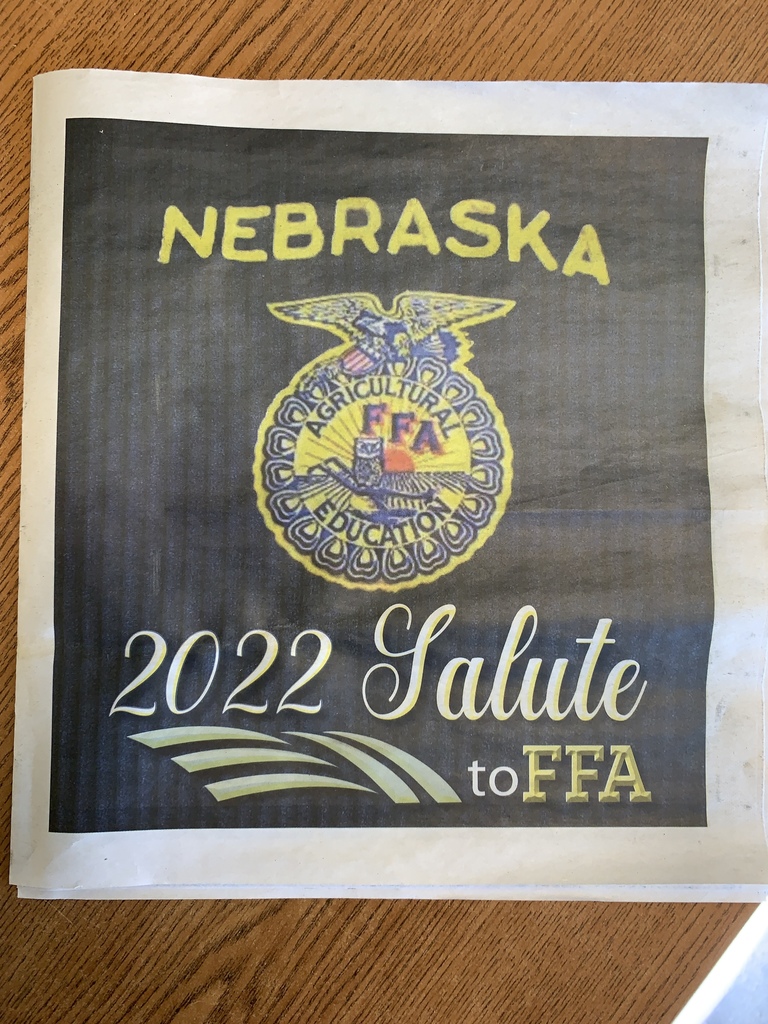 NEBRASKA
AGRICULTURAL
FFA
EDUCATION
2022 Salute
to FFA